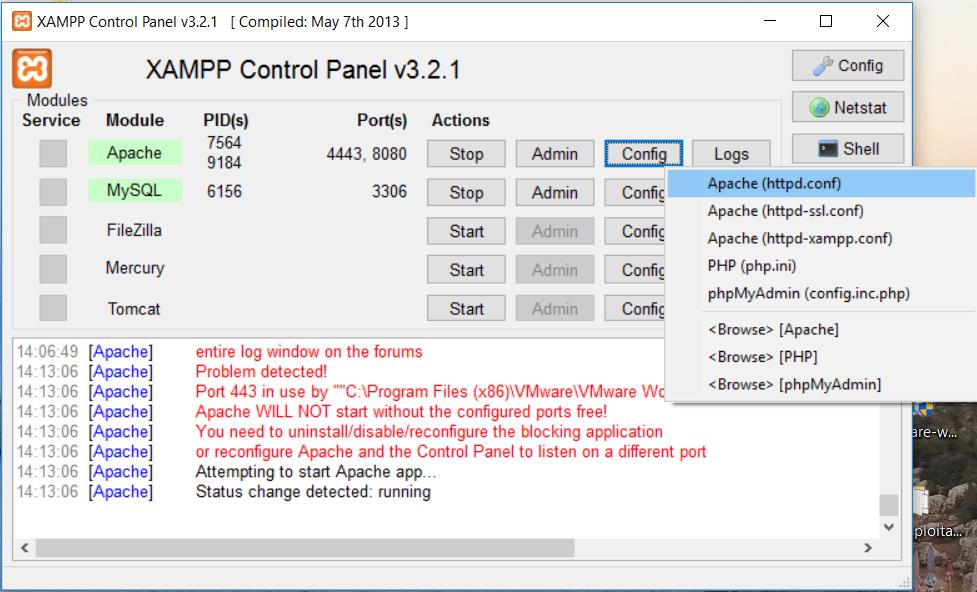 XAMPP Control Panel v3.2.1 [ Compiled: May 7th 2013 ]
XAMPP Control Panel v3.2.1
Config
Modules
Service Module PID(s) Port(s) Actions
Netstat
Apache 7564 9184 4443, 8080 Stop Admin Config Logs
Shell
MySQL 6156 3306 Stop Admin Config
FileZilla Start Admin Config
Mercury Start Admin Config
Tomcat Start Admin Config
Apache (httpd.conf)
Apache (httpd-ssl.conf)
Apache (httpd-xampp.conf)
PHP (php.ini)
phpMyAdmin (config.inc.php)
<Browse> [Apache]
<Browse> [PHP]
<Browse> [phpMyAdmin]
14:06:49 [Apache] entire log window on the forums
14:13:06 [Apache] Problem detected!
14:13:06 [Apache] Port 443 in use by ""C:\Program Files (x86)\VMware\VMware Wo
14:13:06 [Apache] Apache WILL NOT start without the configured ports free!
14:13:06 [Apache] You need to uninstall/disable/reconfigure the blocking application
14:13:06 [Apache] or reconfigure Apache and the Control Panel to listen on a different port
14:13:06 [Apache] Attempting to start Apache app...
14:13:06 [Apache] Status change detected: running
are-w...
ploita...